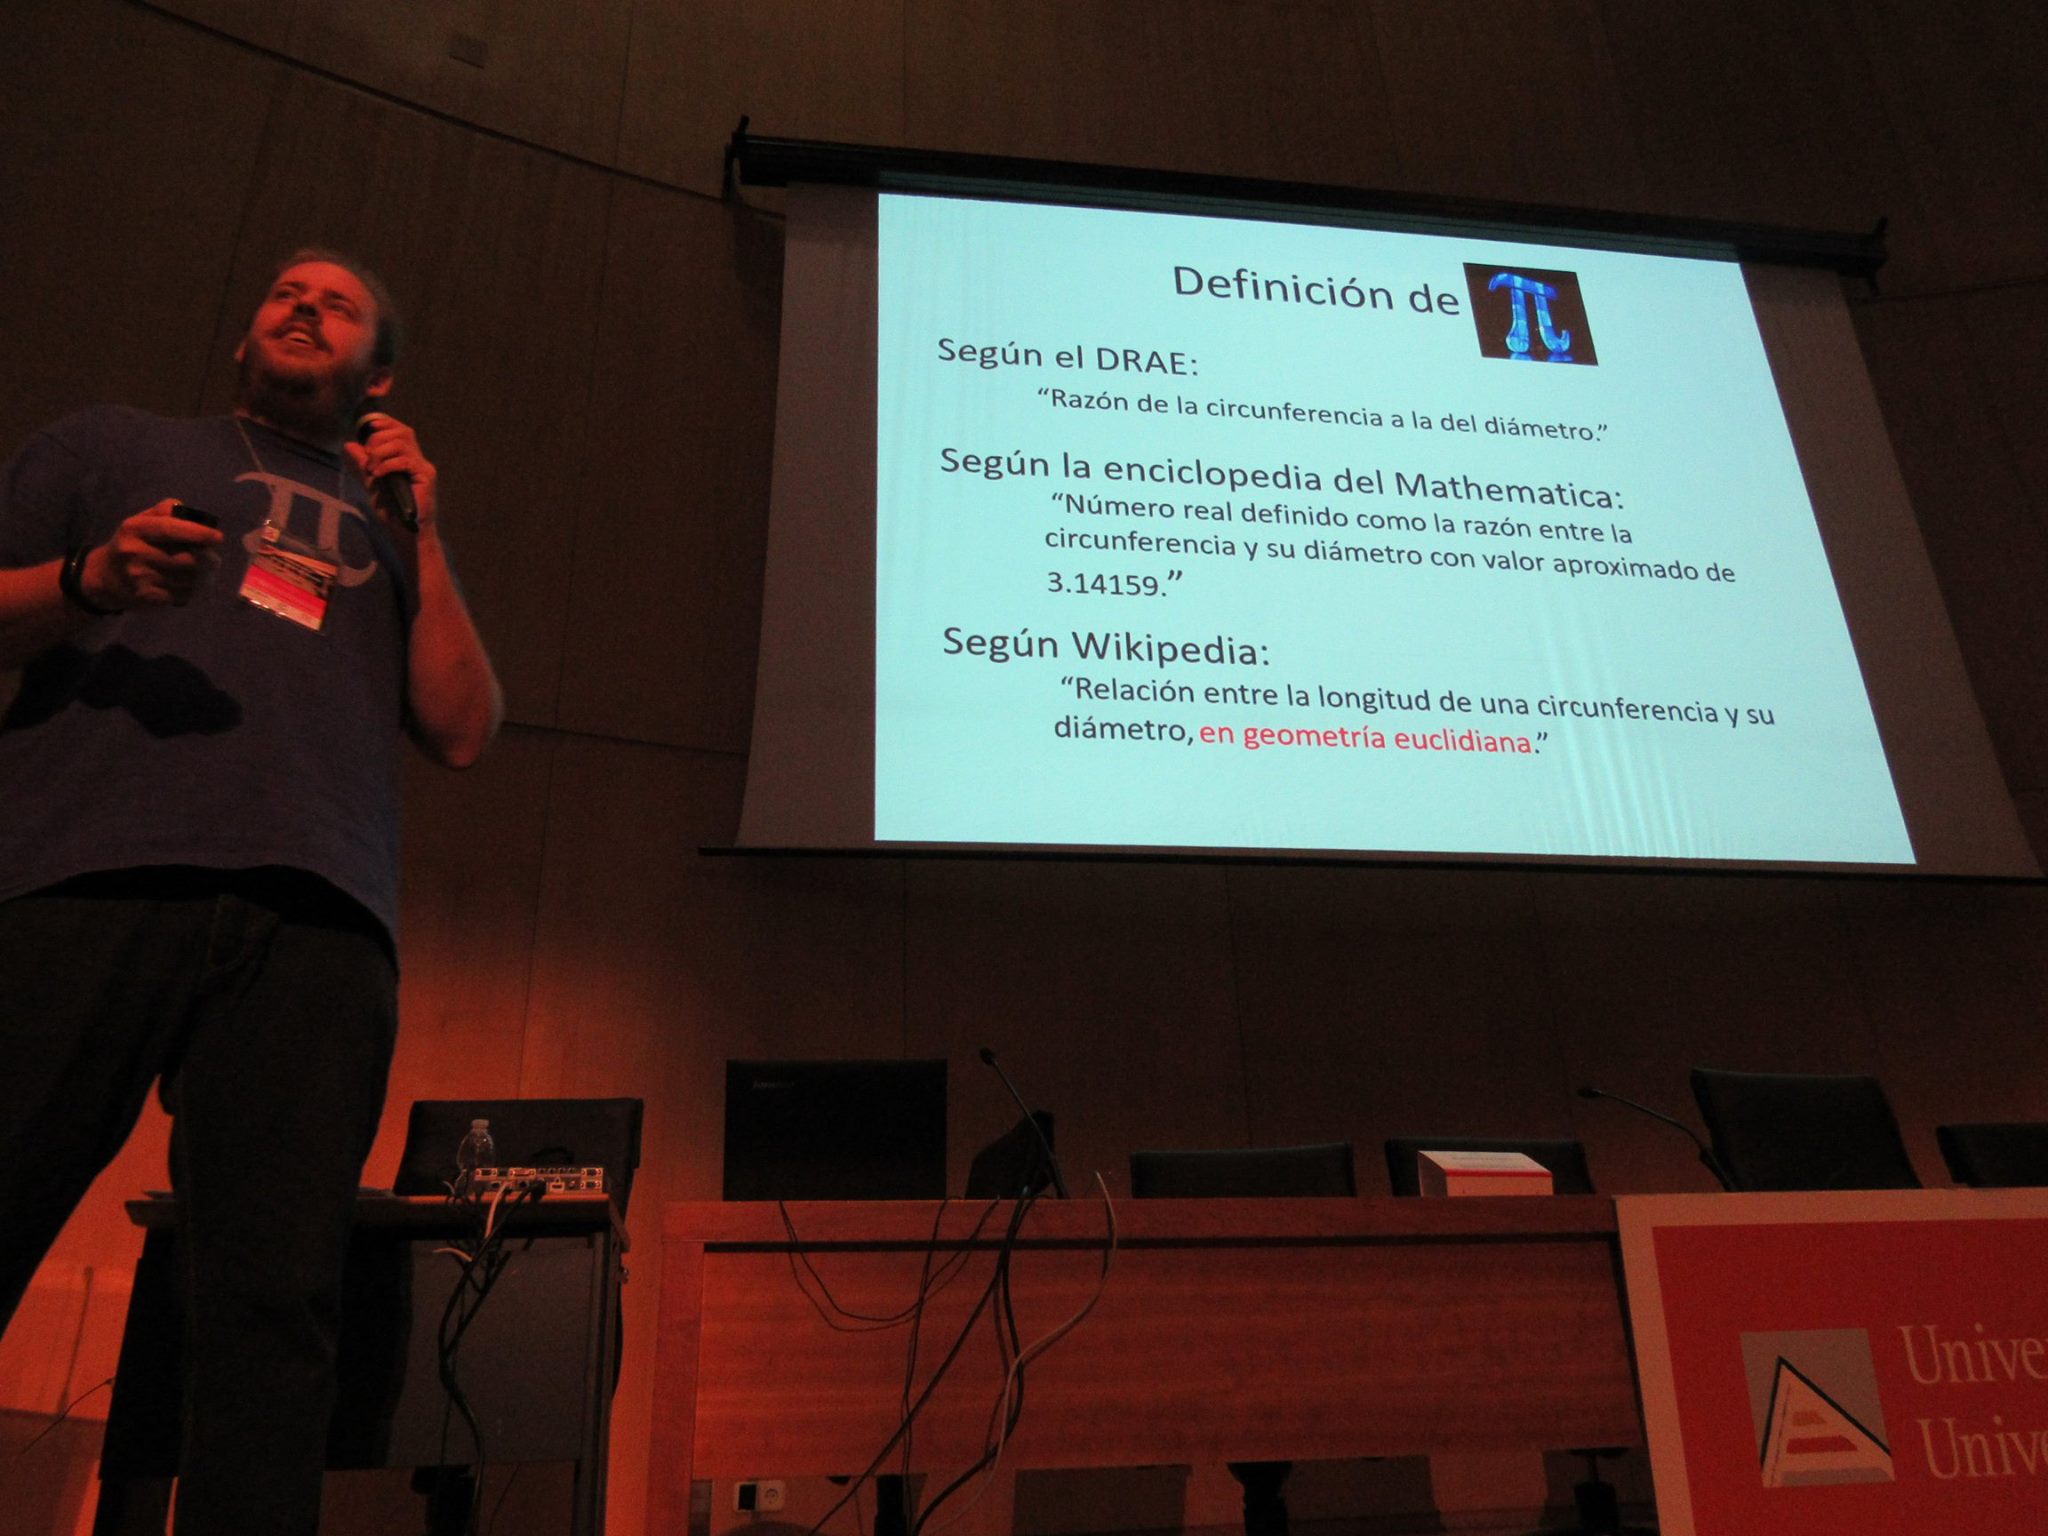 Definición de π
Según el DRAE:
“Razón de la circunferencia a la del diámetro.”
Según la enciclopedia del Mathematica:
“Número real definido como la razón entre la
circunferencia y su diámetro con valor aproximado de
3.14159.”
Según Wikipedia:
“Relación entre la longitud de una circunferencia y su
diámetro, en geometría euclidiana.”
π